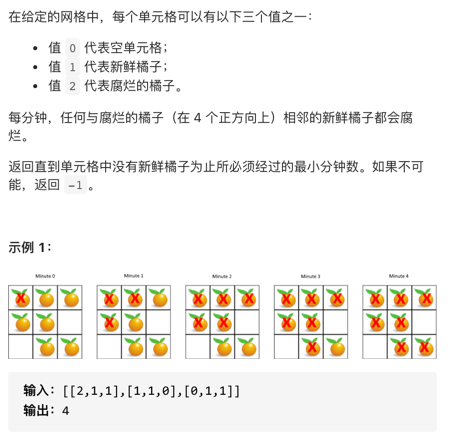 在给定的网格中，每个单元格可以有以下三个值之一：
• 值 0 代表空单元格；
• 值 1 代表新鲜橘子；
• 值 2 代表腐烂的橘子。
每分钟，任何与腐烂的橘子（在 4 个正方向上）相邻的新鲜橘子都会腐
烂。
返回直到单元格中没有新鲜橘子为止所必须经过的最小分钟数。如果不可
能，返回 -1 。
示例 1：
Minute 0 Minute 1 Minute 2 Minute 3 Minute 4
输入：[[2,1,1],[1,1,0],[0,1,1]]
输出：4